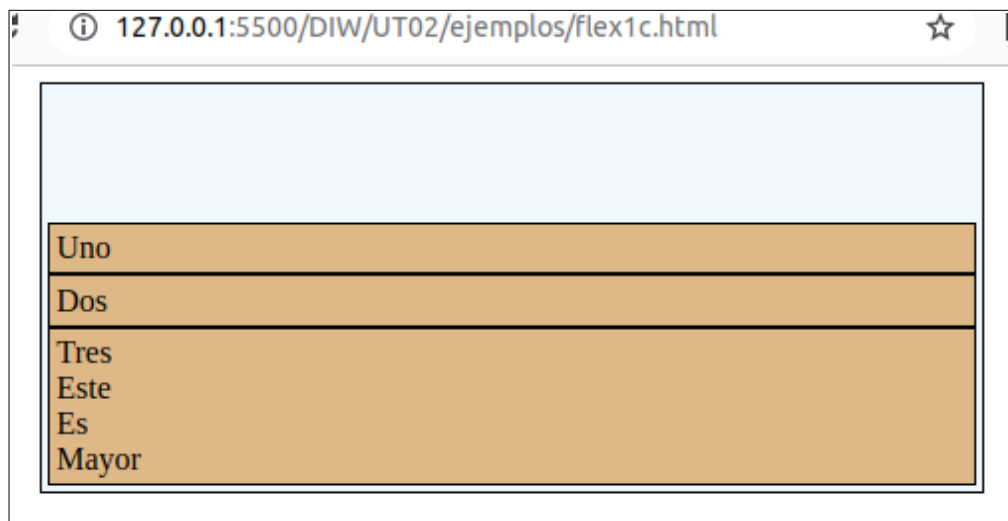 127.0.0.1:5500/DIW/UT02/ejemplos/flex1c.html
Uno
Dos
Tres
Este
Es
Mayor